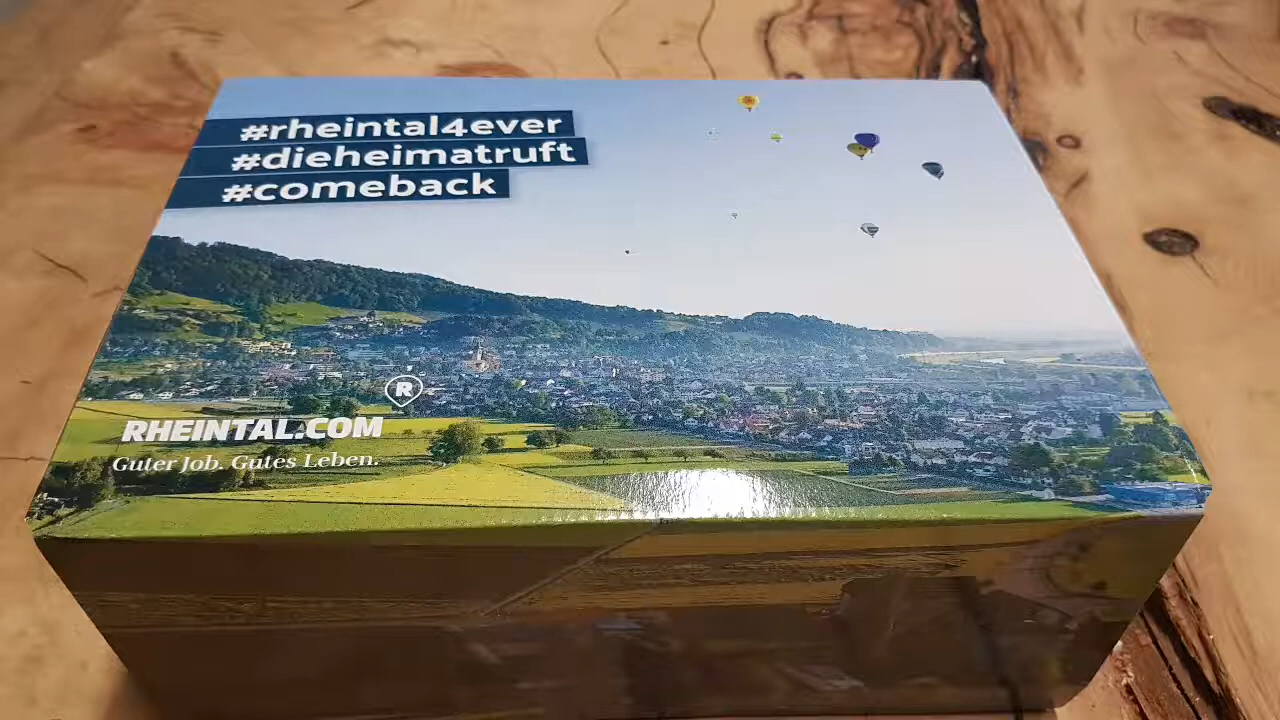 #rheintal4ever
#dieheimatruft
#comeback
R
RHEINTAL.COM
Guter Job. Gutes Leben.